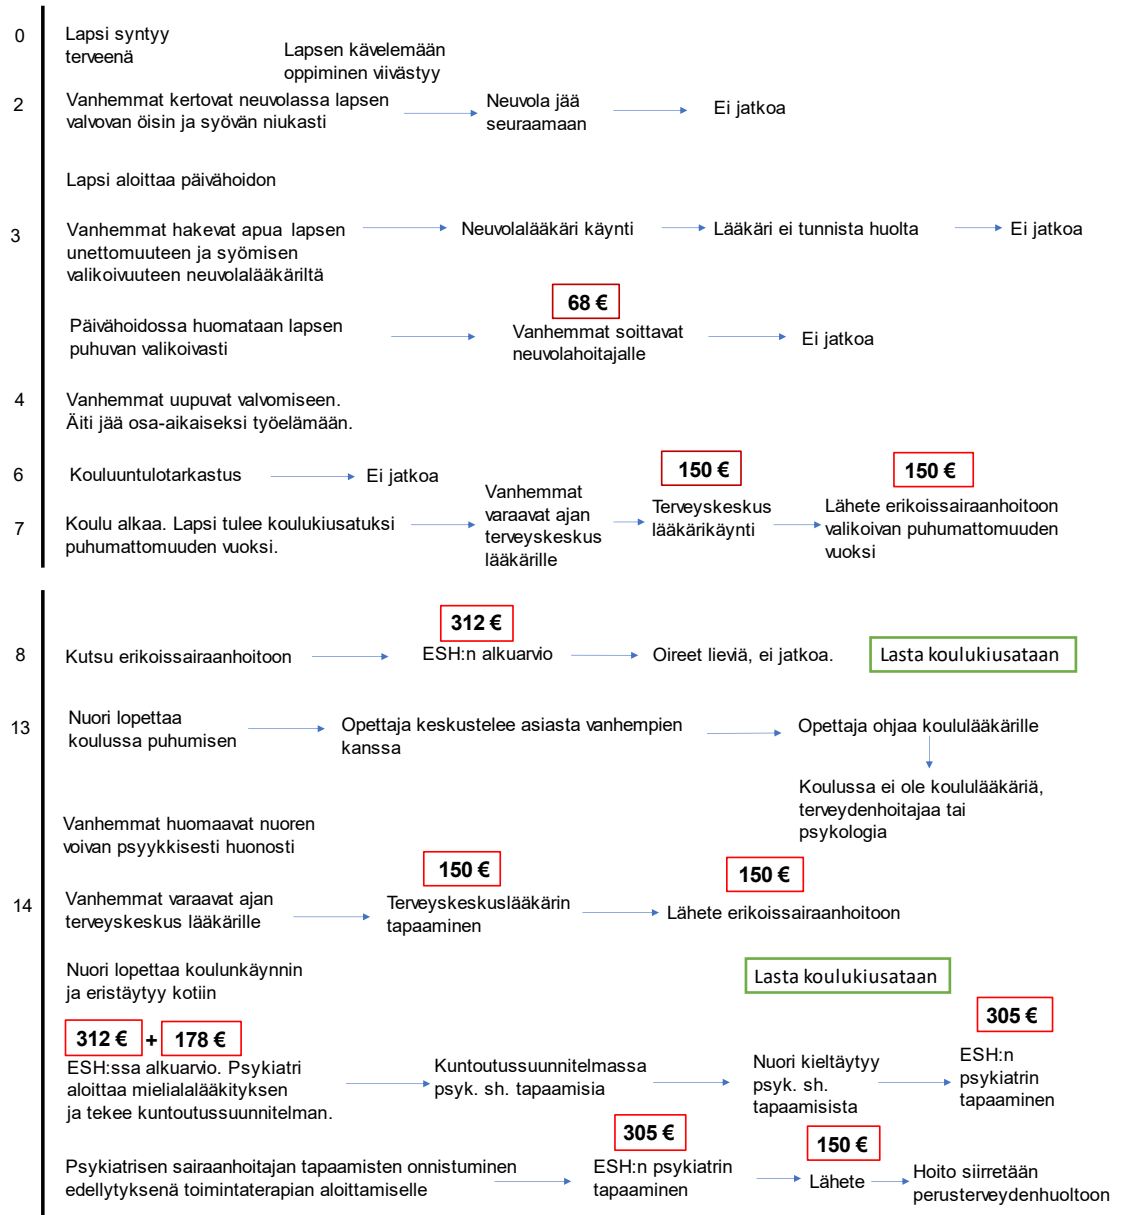 0
Lapsi syntyy
terveenä
Lapsen kävelemään
oppiminen viivästyy
2
Vanhemmat kertovat neuvolassa lapsen
valvovan öisin ja syövän niukasti
Neuvola jää
seuraamaan
Ei jatkoa
Lapsi aloittaa päivähoidon
3
Vanhemmat hakevat apua lapsen
unettomuuteen ja syömisen
valikoivuuteen neuvolalääkäriltä
Neuvolalääkäri käynti
Lääkäri ei tunnista huolta
Ei jatkoa
68 €
Päivähoidossa huomataan lapsen
puhuvan valikoivasti
Vanhemmat soittavat
neuvolahoitajalle
Ei jatkoa
4
Vanhemmat uupuvat valvomiseen.
Äiti jää osa-aikaiseksi työelämään.
6
Kouluuntulotarkastus
Ei jatkoa
7
Koulu alkaa. Lapsi tulee koulukiusatuksi
puhumattomuuden vuoksi.
Vanhemmat
varaavat ajan
terveyskeskus
lääkärille
150 €
Terveyskeskus
lääkärikäynti
150 €
Lähete erikoissairaanhoitoon
valikoivan puhumattomuuden
vuoksi
8
Kutsu erikoissairaanhoitoon
312 €
ESH:n alkuarvio
Oireet lieviä, ei jatkoa.
Lasta koulukiusataan
13
Nuori lopettaa
koulussa puhumisen
Opettaja keskustelee asiasta vanhempien
kanssa
Opettaja ohjaa koululääkärille
Koulussa ei ole koululääkäriä,
terveydenhoitajaa tai
psykologia
Vanhemmat huomaavat nuoren
voivan psyykkisesti huonosti
14
Vanhemmat varaavat ajan
terveyskeskus lääkärille
150 €
Terveyskeskuslääkärin
tapaaminen
150 €
Lähete erikoissairaanhoitoon
Nuori lopettaa koulunkäynnin
ja eristäytyy kotiin
Lasta koulukiusataan
312 € + 178 €
ESH:ssa alkuarvio. Psykiatri
aloittaa mielialalääkityksen
ja tekee kuntoutussuunnitelman.
Kuntoutussuunnitelmassa
psyk. sh. tapaamisia
Nuori kieltäytyy
psyk. sh.
tapaamisista
305 €
ESH:n
psykiatrin
tapaaminen
Psykiatrisen sairaanhoitajan tapaamisten onnistuminen
edellytyksenä toimintaterapian aloittamiselle
305 €
ESH:n psykiatrin
tapaaminen
150 €
Lähete
Hoito siirretään
perusterveydenhuoltoon